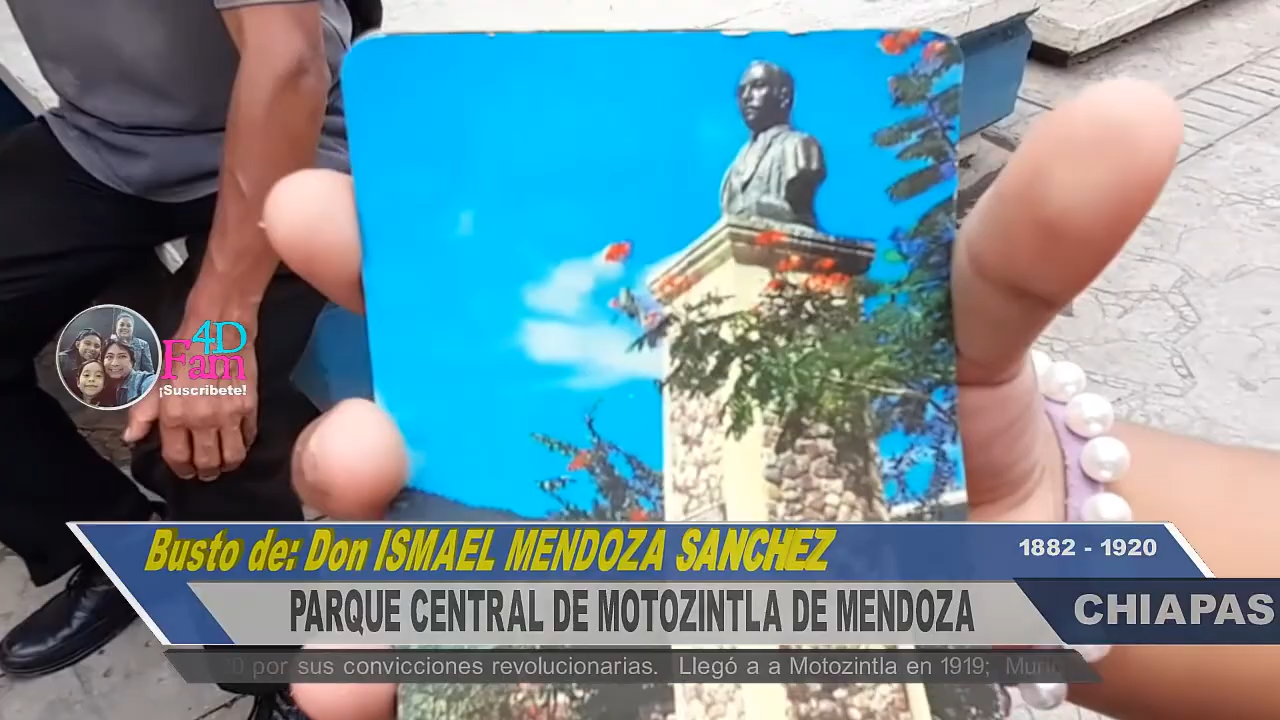 4D
Fam
¡Suscribete!
Busto de: Don ISMAEL MENDOZA SANCHEZ
1882 - 1920
PARQUE CENTRAL DE MOTOZINTLA DE MENDOZA
CHIAPAS
por sus convicciones revolucionarias. Llegó a a Motozintla en 1919;